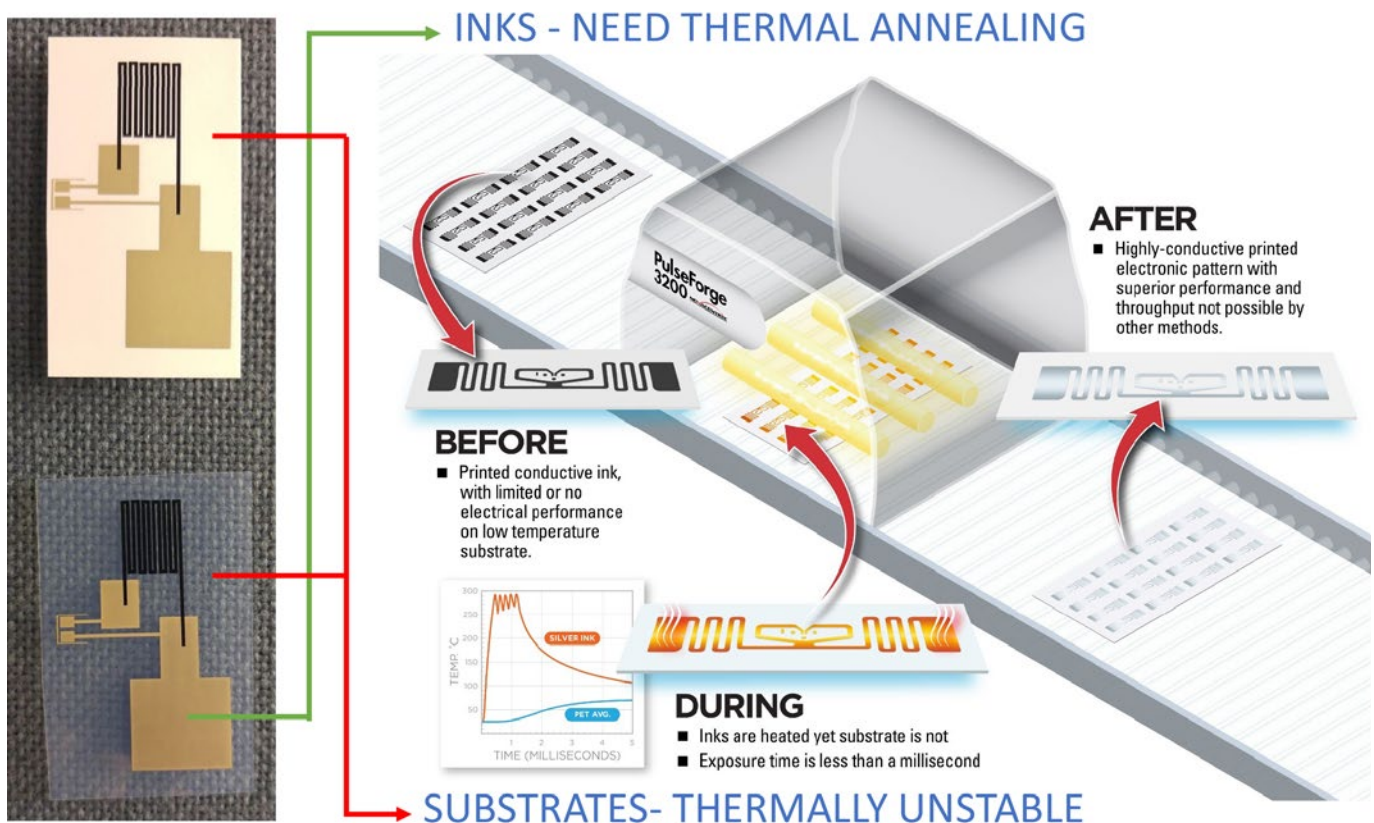 INKS - NEED THERMAL ANNEALING
PulseForge
3200
AFTER
■ Highly-conductive printed
electronic pattern with
superior performance and
throughput not possible by
other methods.
BEFORE
■ Printed conductive ink,
with limited or no
electrical performance
on low temperature
substrate.
TEMP. °C
300
250
200
150
100
50
SILVER INK
PET AVG.
1 2 3 4 5
TIME (MILLISECONDS)
DURING
■ Inks are heated yet substrate is not
■ Exposure time is less than a millisecond
SUBSTRATES- THERMALLY UNSTABLE